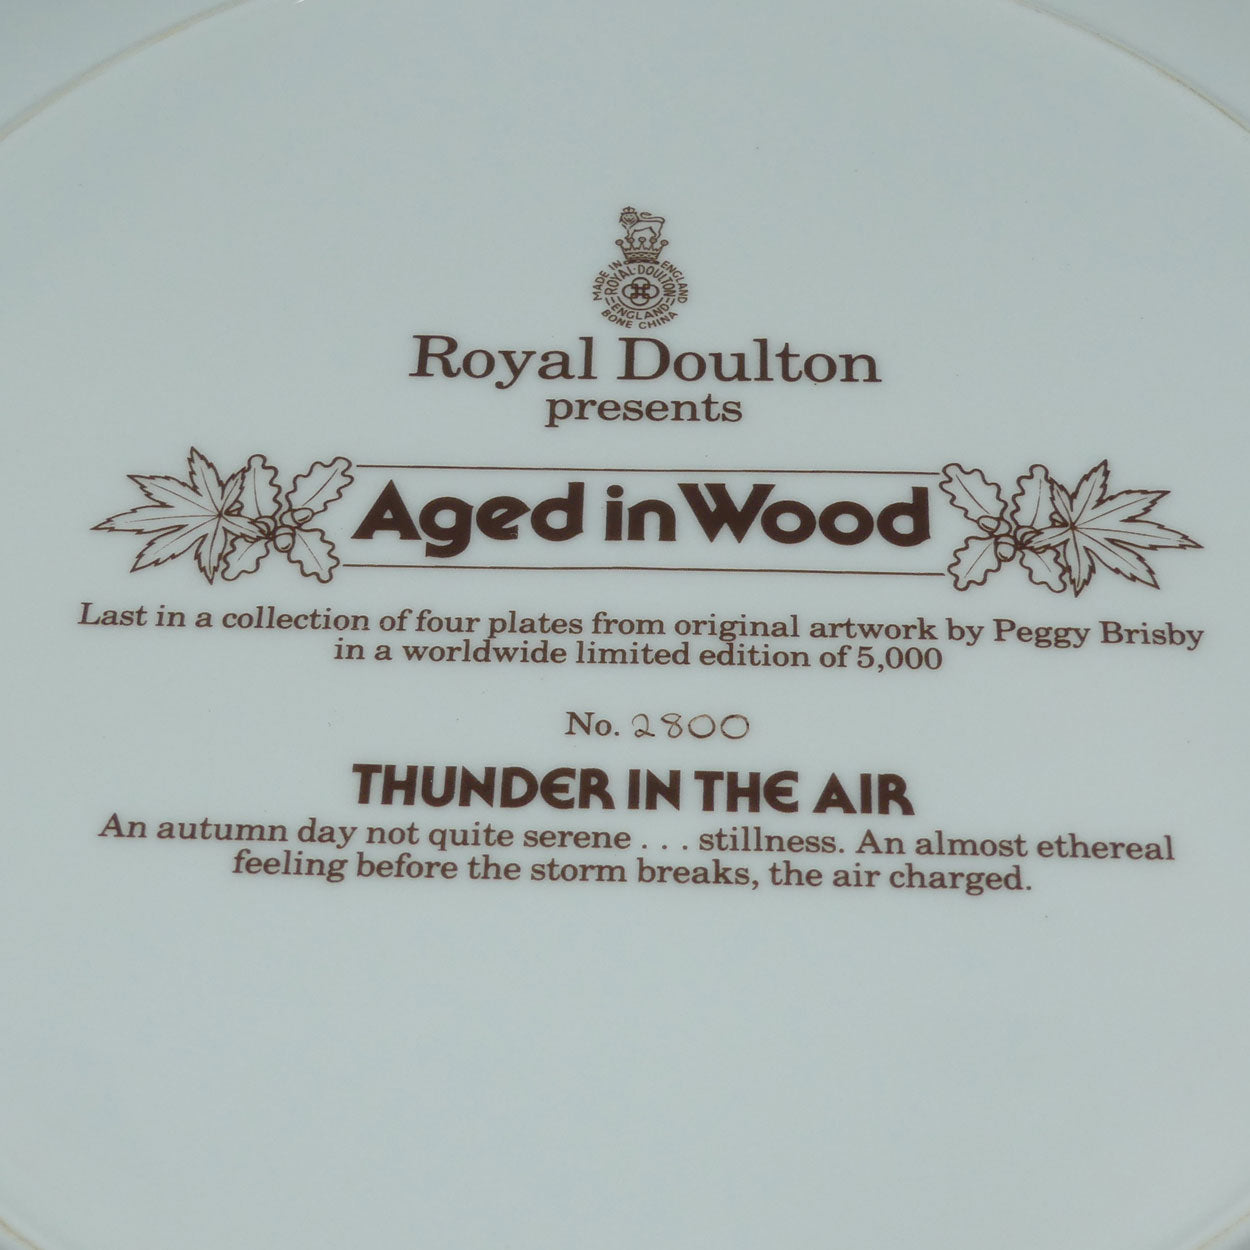 MADE IN ENGLAND
ROYAL·DOULTON
ENGLAND
BONE CHINA
Royal Doulton
presents
Aged in Wood
Last in a collection of four plates from original artwork by Peggy Brisby
in a worldwide limited edition of 5,000
No. 2800
THUNDER IN THE AIR
An autumn day not quite serene . . . stillness. An almost ethereal
feeling before the storm breaks, the air charged.